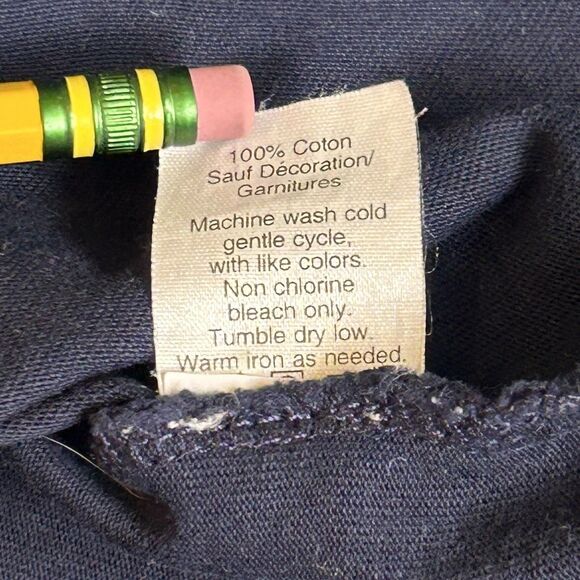 100% Coton
Sauf Décoration/
Garnitures
Machine wash cold
gentle cycle,
with like colors.
Non chlorine
bleach only.
Tumble dry low.
Warm iron as needed.